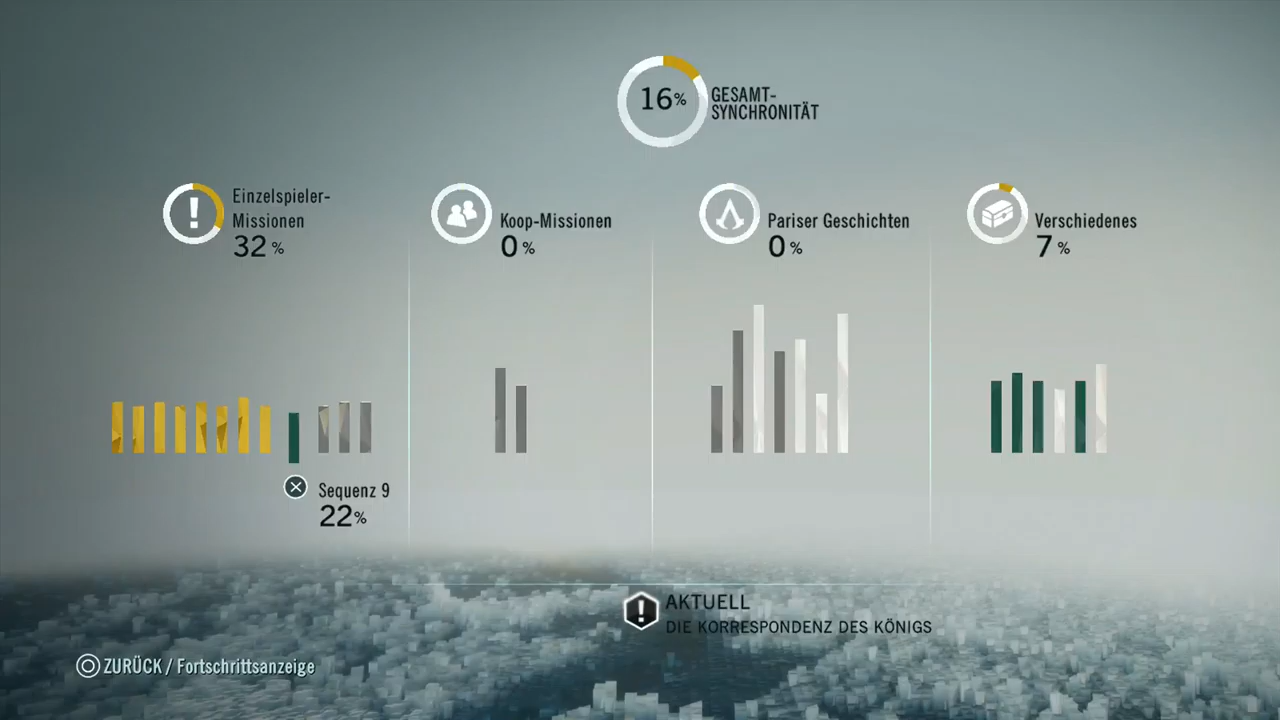 16%
GESAMT-
SYNCHRONITÄT
Einzelspieler-
Missionen
32 %
Koop-Missionen
0 %
Pariser Geschichten
0 %
Verschiedenes
7 %
Sequenz 9
22%
AKTUELL
DIE KORRESPONDENZ DES KÖNIGS
ZURÜCK / Fortschrittsanzeige